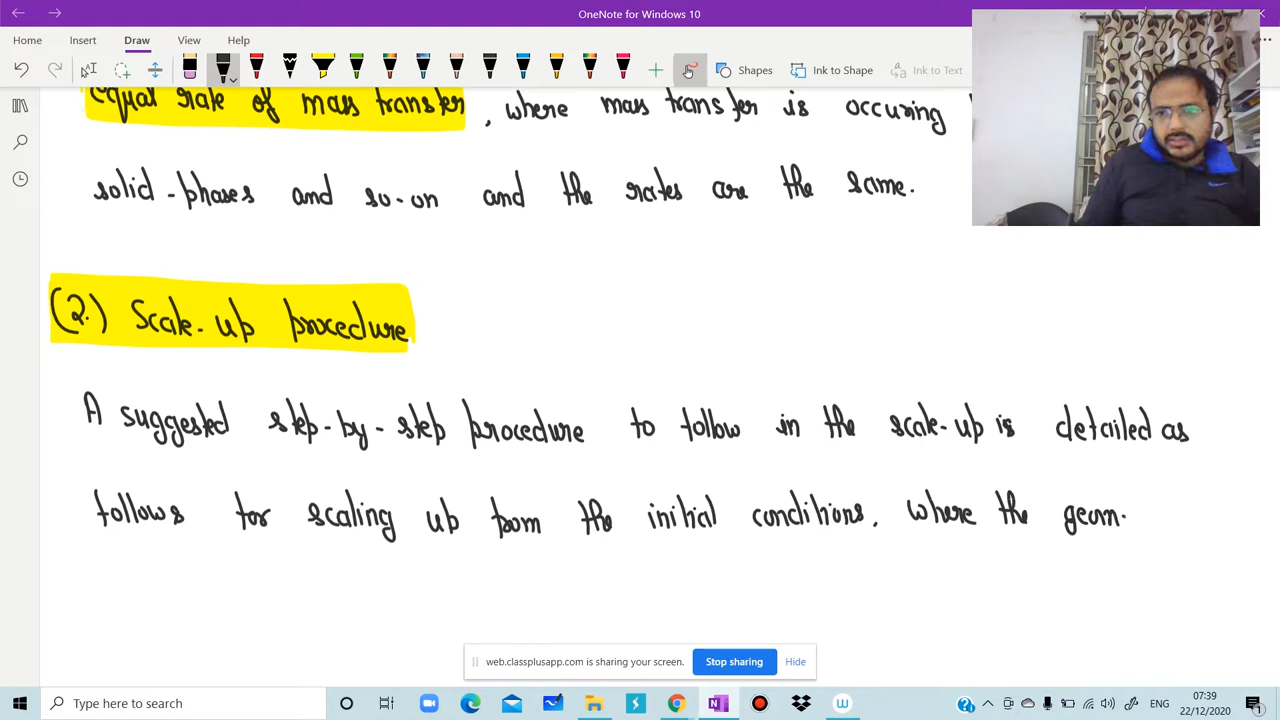 OneNote for Windows 10
Home Insert Draw View Help
Shapes Ink to Shape Ink to Text
equal rate of mass transfer, where mass transfer is occuring
solid-phases and so-on and the rates are the same.
(2.) Scale-up procedure
A suggested step-by-step procedure to follow in the scale-up is detailed as
follows for scaling up from the initial conditions, where the geom.
web.classplusapp.com is sharing your screen. Stop sharing Hide
Type here to search
ENG
07:39
22/12/2020